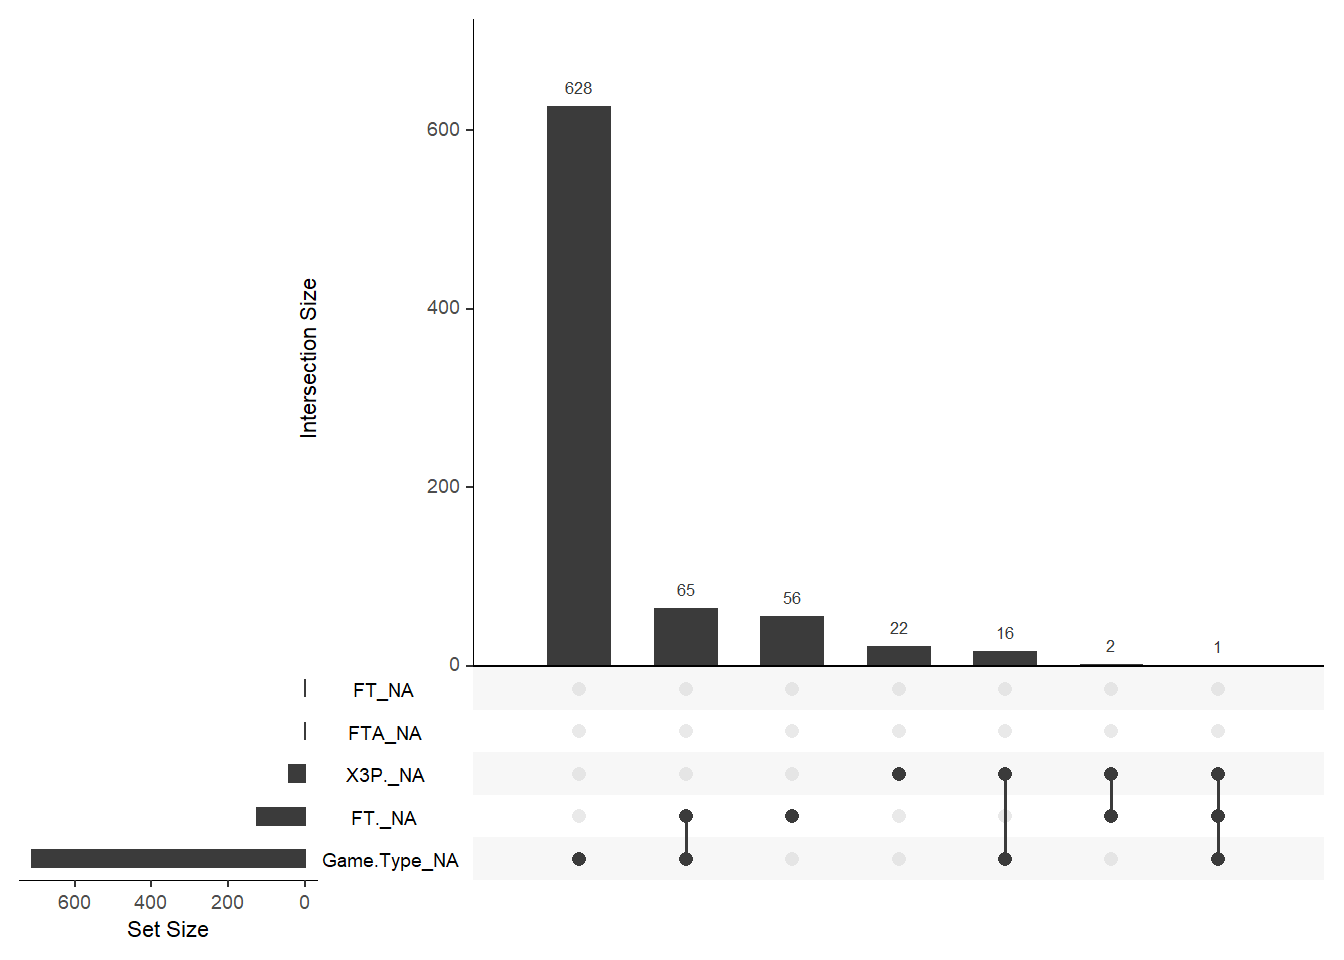 628
600
Intersection Size
400
200
65
56
22
16
2
1
0
FT_NA
FTA_NA
X3P._NA
FT._NA
Game.Type_NA
600 400 200 0
Set Size